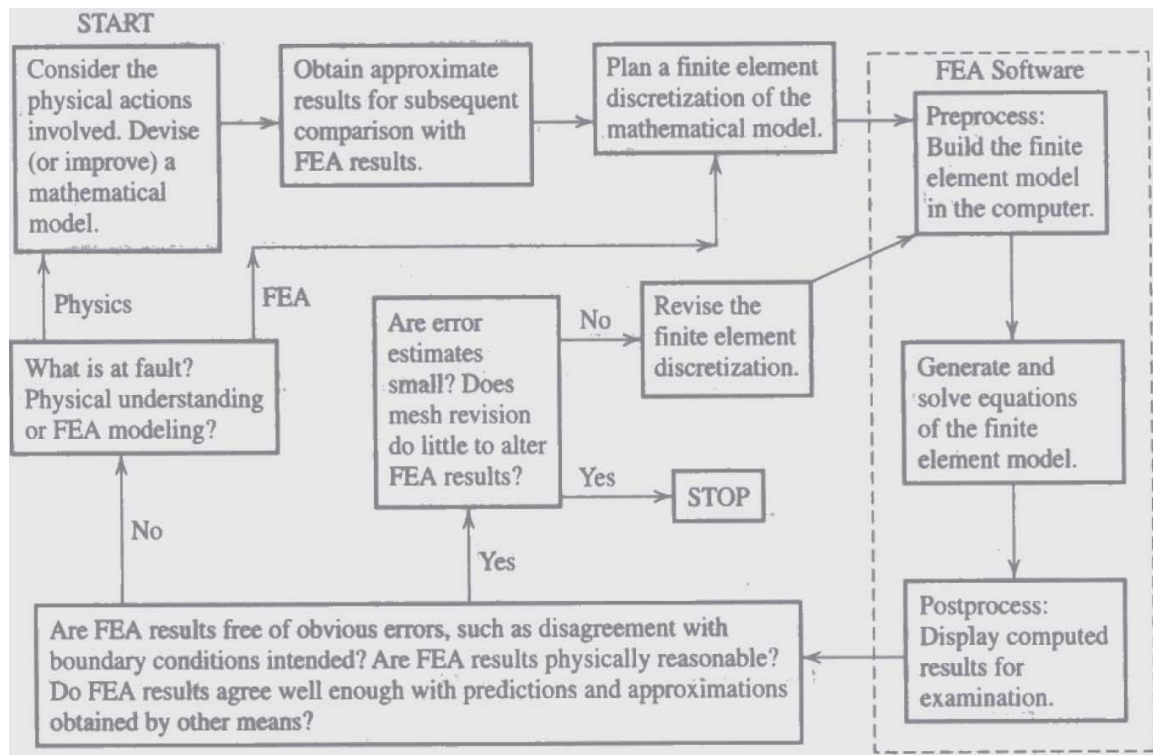 START
Consider the
physical actions
involved. Devise
(or improve) a
mathematical
model.
Obtain approximate
results for subsequent
comparison with
FEA results.
Plan a finite element
discretization of the
mathematical model.
FEA Software
Preprocess:
Build the finite
element model
in the computer.
Generate and
solve equations
of the finite
element model.
Postprocess:
Display computed
results for
examination.
Are FEA results free of obvious errors, such as disagreement with
boundary conditions intended? Are FEA results physically reasonable?
Do FEA results agree well enough with predictions and approximations
obtained by other means?
No
What is at fault?
Physical understanding
or FEA modeling?
Physics
FEA
Yes
Are error
estimates
small? Does
mesh revision
do little to alter
FEA results?
No
Revise the
finite element
discretization.
Yes
STOP